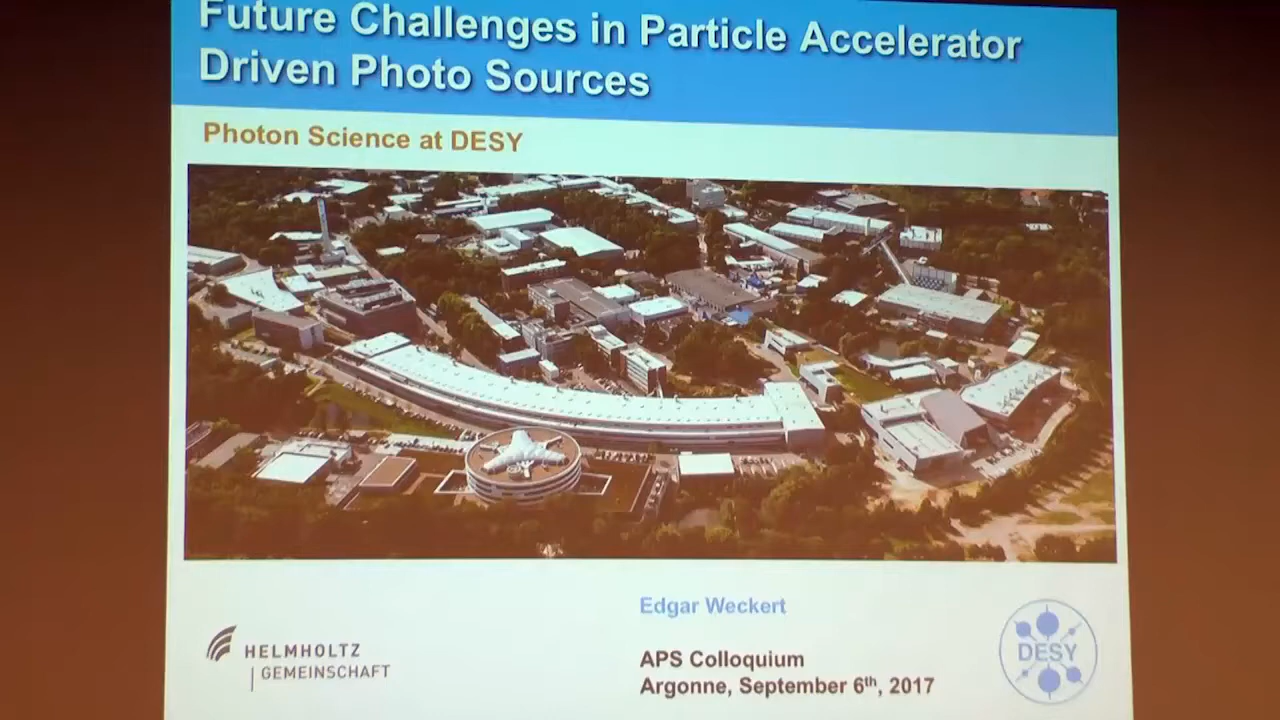 Future Challenges in Particle Accelerator
Driven Photo Sources
Photon Science at DESY
Edgar Weckert
HELMHOLTZ
GEMEINSCHAFT
APS Colloquium
Argonne, September 6th, 2017
DESY